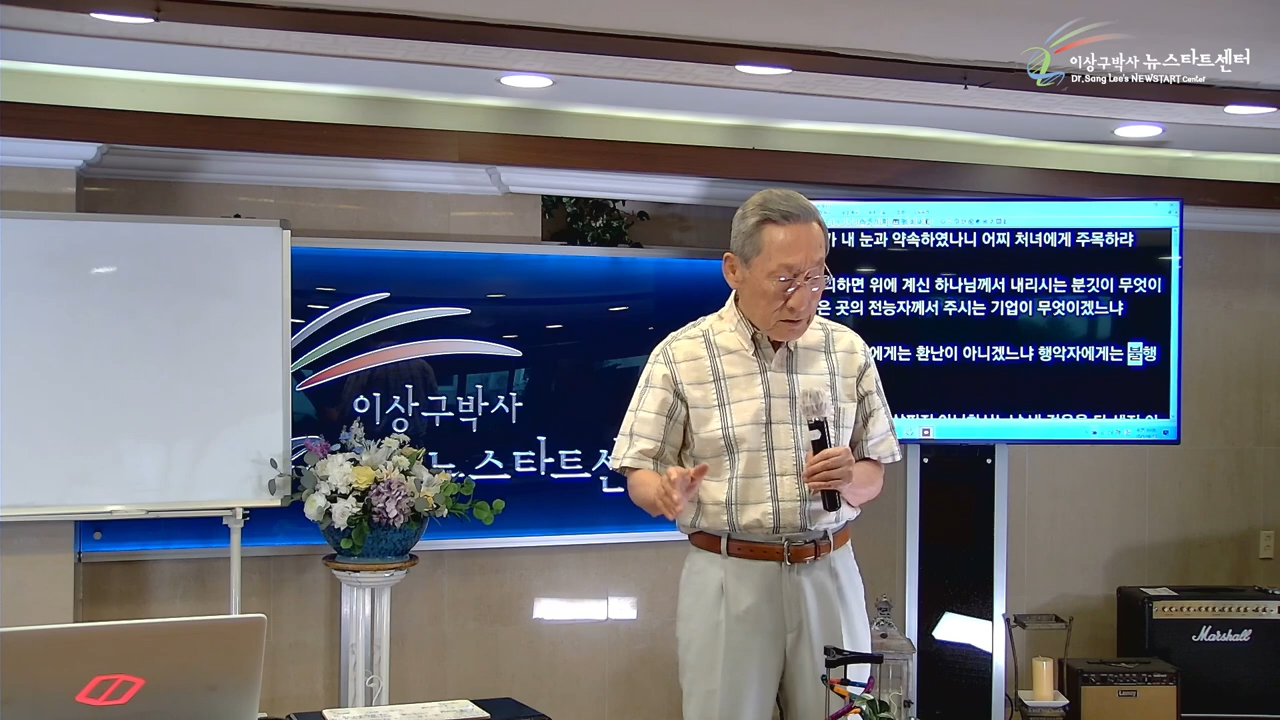 이상구박사 뉴스타트센터
Dr. Sang Lee's NEWSTART Center
내 눈과 약속하였나니 어찌 처녀에게 주목하랴
위에 계신 하나님께서 내리시는 분깃이 무엇이
곳의 전능자께서 주시는 기업이 무엇이겠느냐
에게는 환난이 아니겠느냐 행악자에게는 불행
이상구박사
뉴스타트센
Marshall
Laney